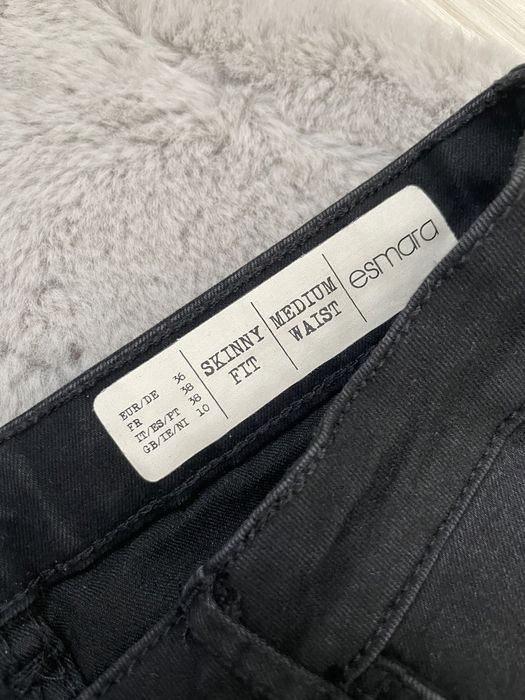 EUR/DE 36
FR 38
IT/ES/PT 38
GB/IE/NI 10
SKINNY
FIT
MEDIUM
WAIST
esmara